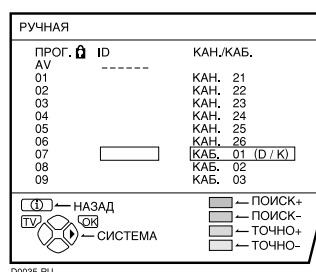 РУЧНАЯ
ПРОГ. ID КАН./КАБ.
AV ------
01 КАН. 21
02 КАН. 22
03 КАН. 23
04 КАН. 24
05 КАН. 25
06 КАН. 26
07 КАБ. 01 (D / K)
08 КАБ. 02
09 КАБ. 03
i НАЗАД ПОИСК+
TV OK ПОИСК–
СИСТЕМА ТОЧНО+
ТОЧНО–
D0035-RU